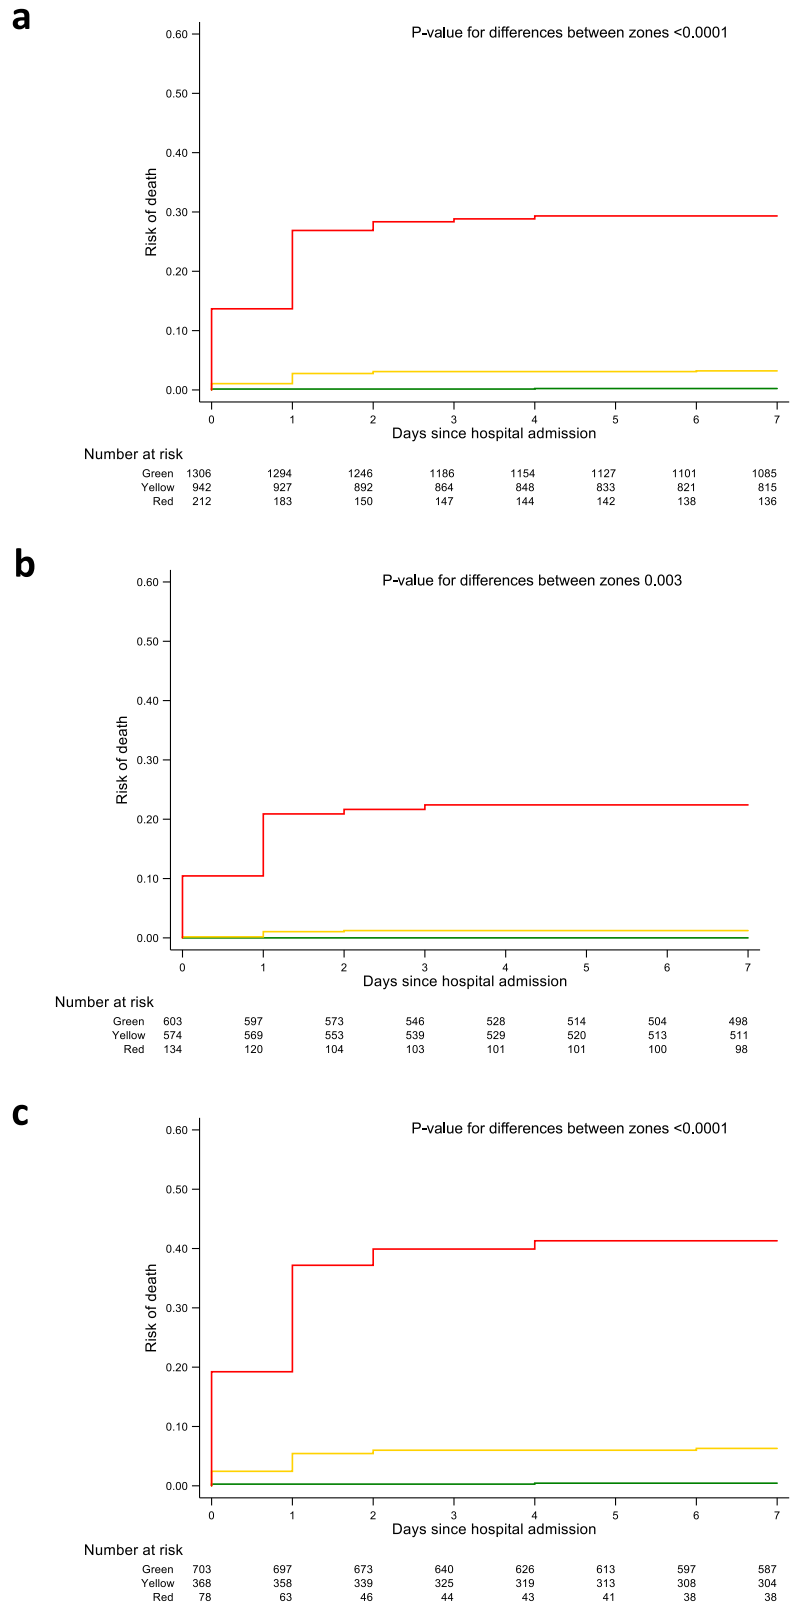 a
P-value for differences between zones <0.0001
0.60
0.50
0.40
0.30
0.20
0.10
0.00
Risk of death
0 1 2 3 4 5 6 7
Days since hospital admission
Number at risk
Green 1306 1294 1246 1186 1154 1127 1101 1085
Yellow 942 927 892 864 848 833 821 815
Red 212 183 150 147 144 142 138 136
b
P-value for differences between zones 0.003
0.60
0.50
0.40
0.30
0.20
0.10
0.00
Risk of death
0 1 2 3 4 5 6 7
Days since hospital admission
Number at risk
Green 603 597 573 546 528 514 504 498
Yellow 574 569 553 539 529 520 513 511
Red 134 120 104 103 101 101 100 98
c
P-value for differences between zones <0.0001
0.60
0.50
0.40
0.30
0.20
0.10
0.00
Risk of death
0 1 2 3 4 5 6 7
Days since hospital admission
Number at risk
Green 703 697 673 640 626 613 597 587
Yellow 368 358 339 325 319 313 308 304
Red 78 63 46 44 43 41 38 38